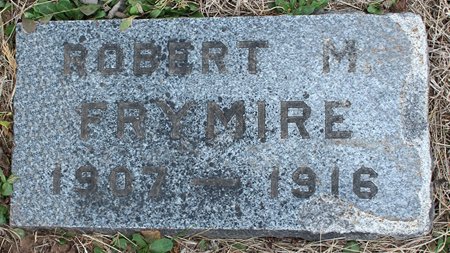 ROBERT M.
FRYMIRE
1907 — 1916